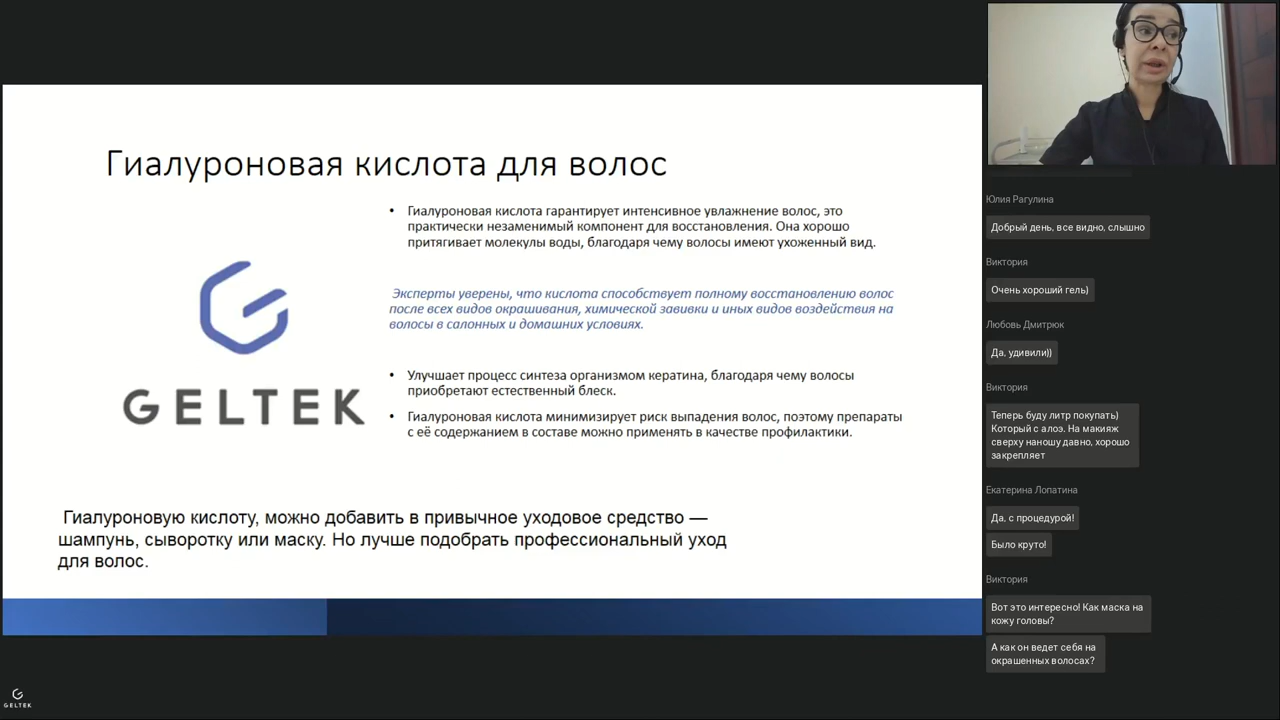 Гиалуроновая кислота для волос
• Гиалуроновая кислота гарантирует интенсивное увлажнение волос, это
практически незаменимый компонент для восстановления. Она хорошо
притягивает молекулы воды, благодаря чему волосы имеют ухоженный вид.
Эксперты уверены, что кислота способствует полному восстановлению волос
после всех видов окрашивания, химической завивки и иных видов воздействия на
волосы в салонных и домашних условиях.
• Улучшает процесс синтеза организмом кератина, благодаря чему волосы
приобретают естественный блеск.
• Гиалуроновая кислота минимизирует риск выпадения волос, поэтому препараты
с её содержанием в составе можно применять в качестве профилактики.
GELTEK
Гиалуроновую кислоту, можно добавить в привычное уходовое средство —
шампунь, сыворотку или маску. Но лучше подобрать профессиональный уход
для волос.
GELTEK
Юлия Рагулина
Добрый день, все видно, слышно
Виктория
Очень хороший гель)
Любовь Дмитрюк
Да, удивили))
Виктория
Теперь буду литр покупать)
Который с алоэ. На макияж
сверху наношу давно, хорошо
закрепляет
Екатерина Лопатина
Да, с процедурой!
Было круто!
Виктория
Вот это интересно! Как маска на
кожу головы?
А как он ведет себя на
окрашенных волосах?